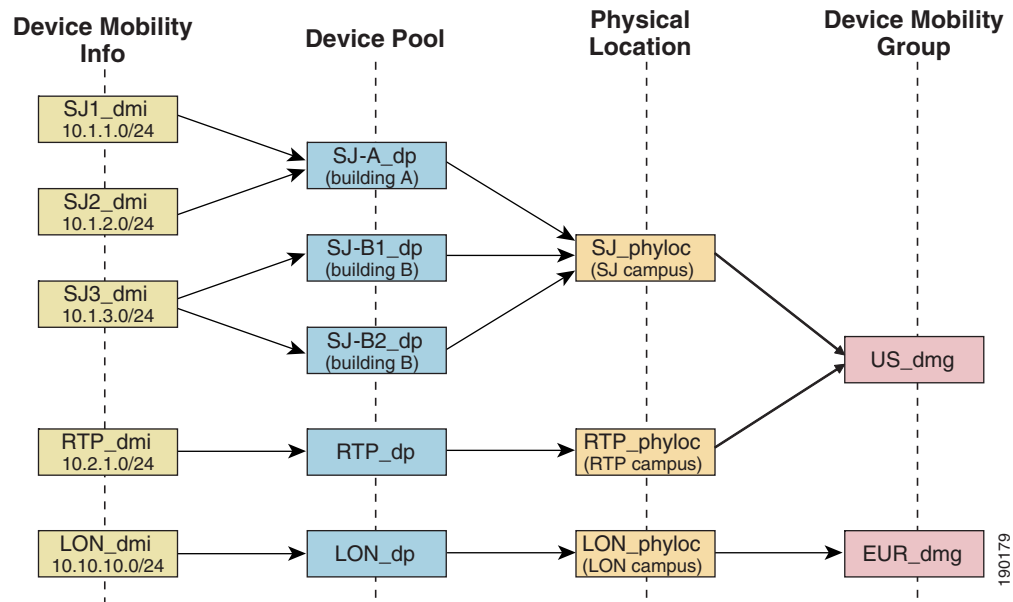 Device Mobility
Info
Device Pool
Physical
Location
Device Mobility
Group
SJ1_dmi
10.1.1.0/24
SJ2_dmi
10.1.2.0/24
SJ3_dmi
10.1.3.0/24
RTP_dmi
10.2.1.0/24
LON_dmi
10.10.10.0/24
SJ-A_dp
(building A)
SJ-B1_dp
(building B)
SJ-B2_dp
(building B)
RTP_dp
LON_dp
SJ_phyloc
(SJ campus)
RTP_phyloc
(RTP campus)
LON_phyloc
(LON campus)
US_dmg
EUR_dmg
190179